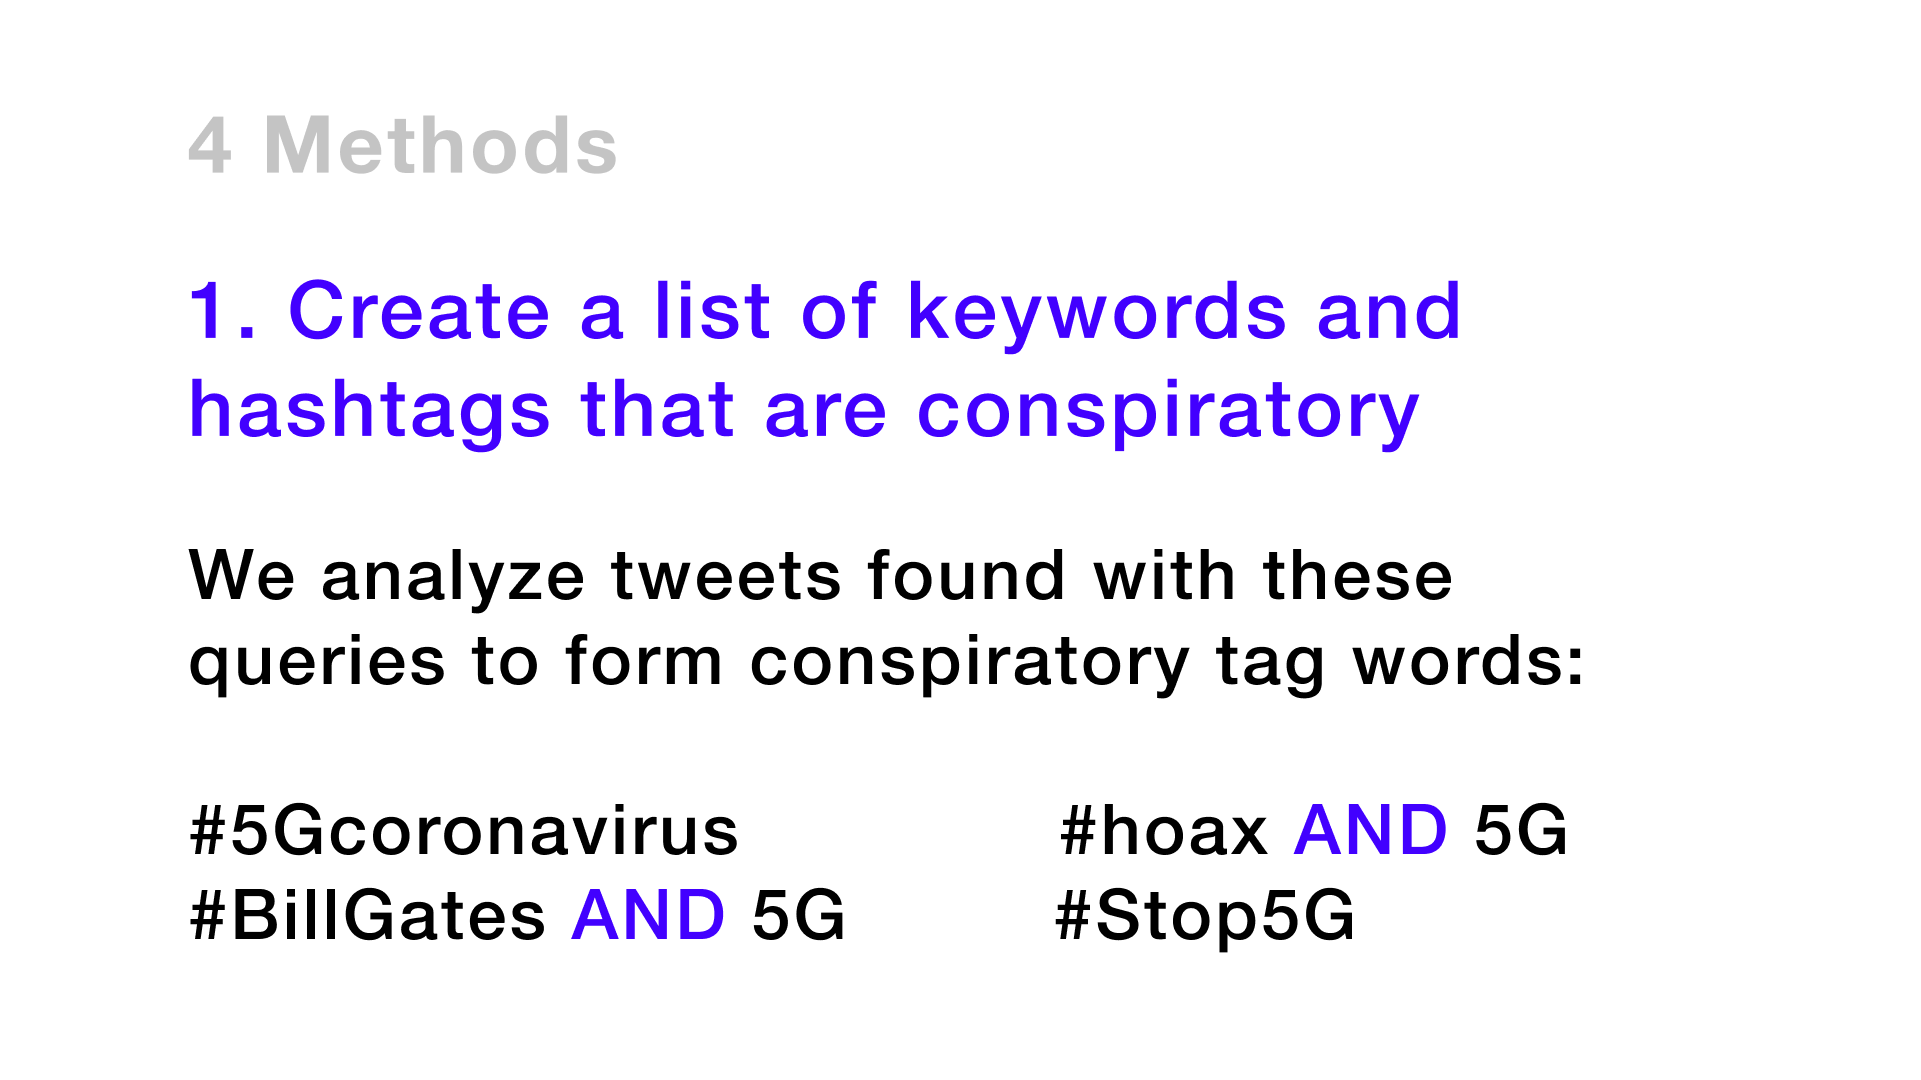 4 Methods
1. Create a list of keywords and
hashtags that are conspiratory
We analyze tweets found with these
queries to form conspiratory tag words:
#5Gcoronavirus #hoax AND 5G
#BillGates AND 5G #Stop5G